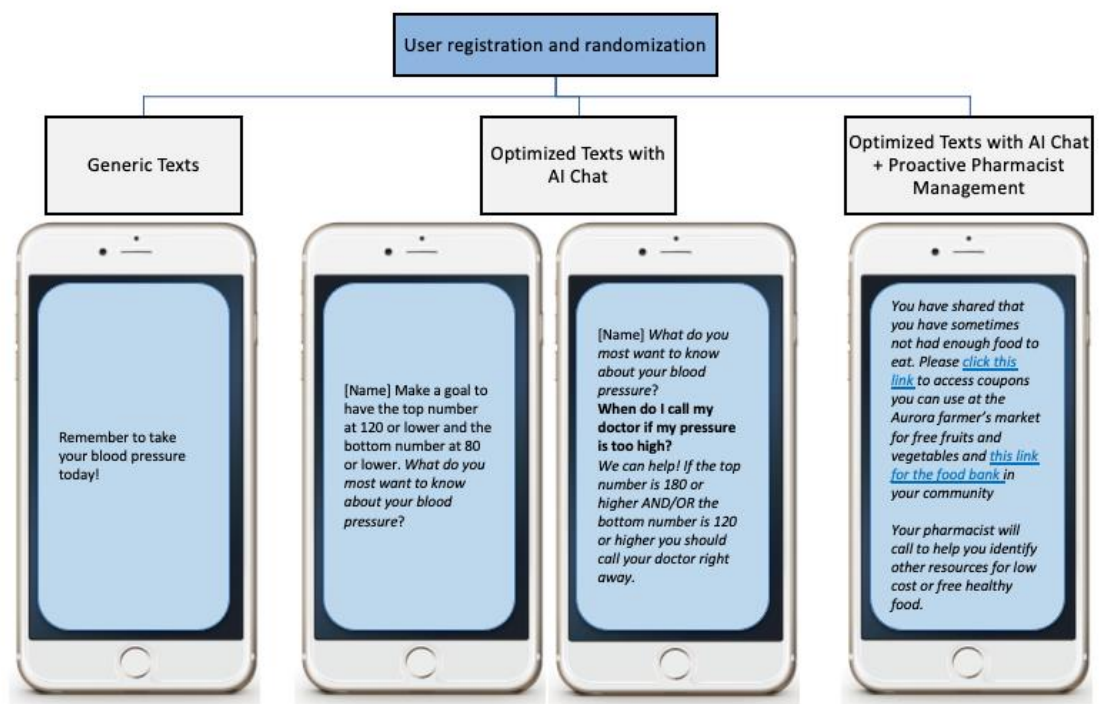 User registration and randomization
Generic Texts
Optimized Texts with
AI Chat
Optimized Texts with AI Chat
+ Proactive Pharmacist
Management
Remember to take
your blood pressure
today!
[Name] Make a goal to
have the top number
at 120 or lower and the
bottom number at 80
or lower. What do you
most want to know
about your blood
pressure?
[Name] What do you
most want to know
about your blood
pressure?
When do I call my
doctor if my pressure
is too high?
We can help! If the top
number is 180 or
higher AND/OR the
bottom number is 120
or higher you should
call your doctor right
away.
You have shared that
you have sometimes
not had enough food to
eat. Please click this
link to access coupons
you can use at the
Aurora farmer's market
for free fruits and
vegetables and this link
for the food bank in
your community
Your pharmacist will
call to help you identify
other resources for low
cost or free healthy
food.